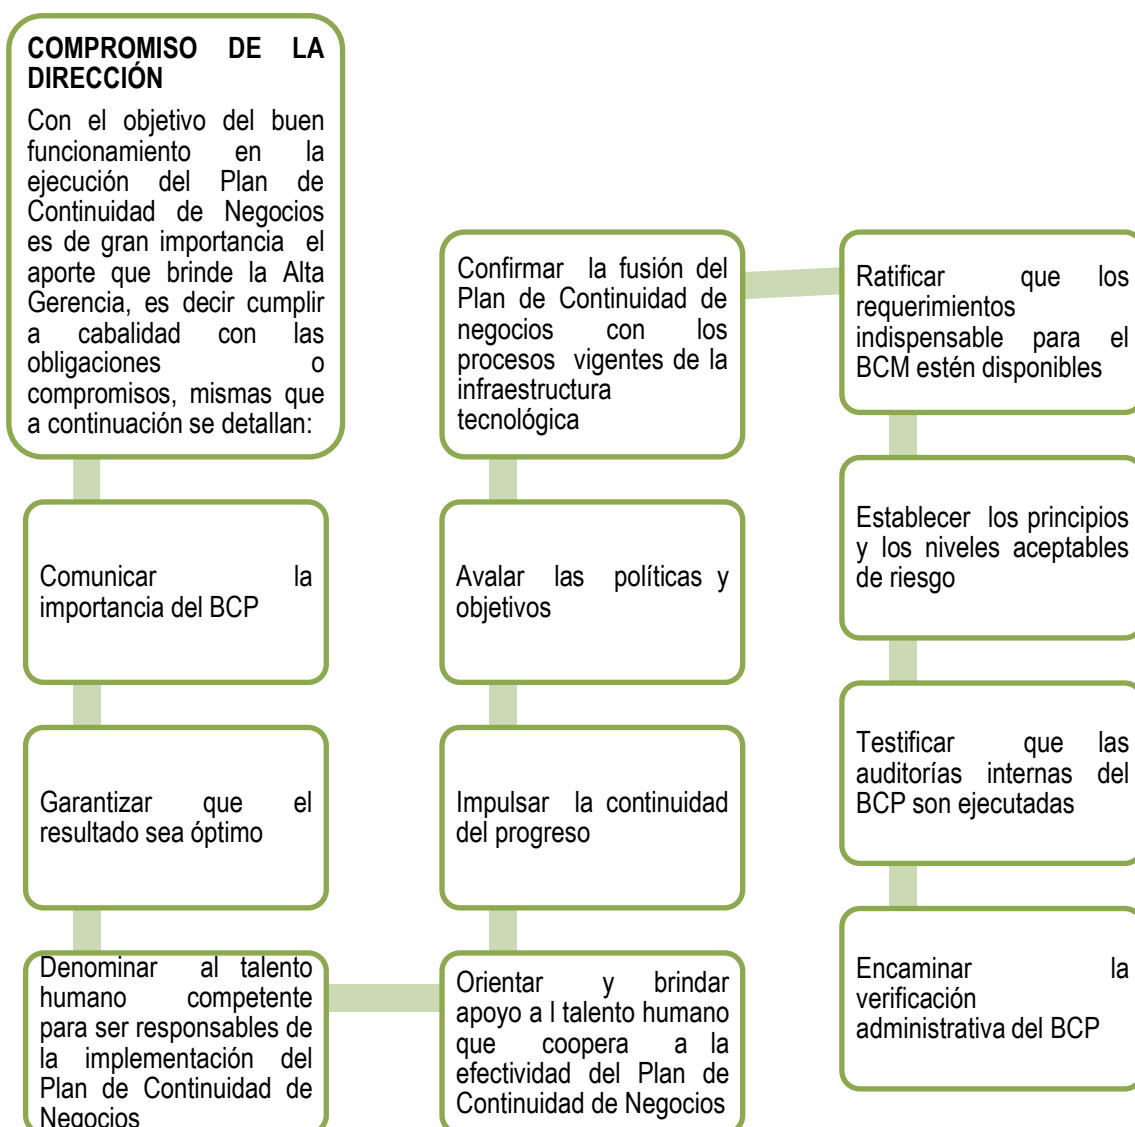 COMPROMISO DE LA
DIRECCIÓN
Con el objetivo del buen
funcionamiento en la
ejecución del Plan de
Continuidad de Negocios
es de gran importancia el
aporte que brinde la Alta
Gerencia, es decir cumplir
a cabalidad con las
obligaciones o
compromisos, mismas que
a continuación se detallan:
Comunicar la
importancia del BCP
Garantizar que el
resultado sea óptimo
Denominar al talento
humano competente
para ser responsables de
la implementación del
Plan de Continuidad de
Negocios
Orientar y brindar
apoyo a l talento humano
que coopera a la
efectividad del Plan de
Continuidad de Negocios
Impulsar la continuidad
del progreso
Avalar las políticas y
objetivos
Confirmar la fusión del
Plan de Continuidad de
negocios con los
procesos vigentes de la
infraestructura
tecnológica
Ratificar que los
requerimientos
indispensable para el
BCM estén disponibles
Establecer los principios
y los niveles aceptables
de riesgo
Testificar que las
auditorías internas del
BCP son ejecutadas
Encaminar la
verificación
administrativa del BCP